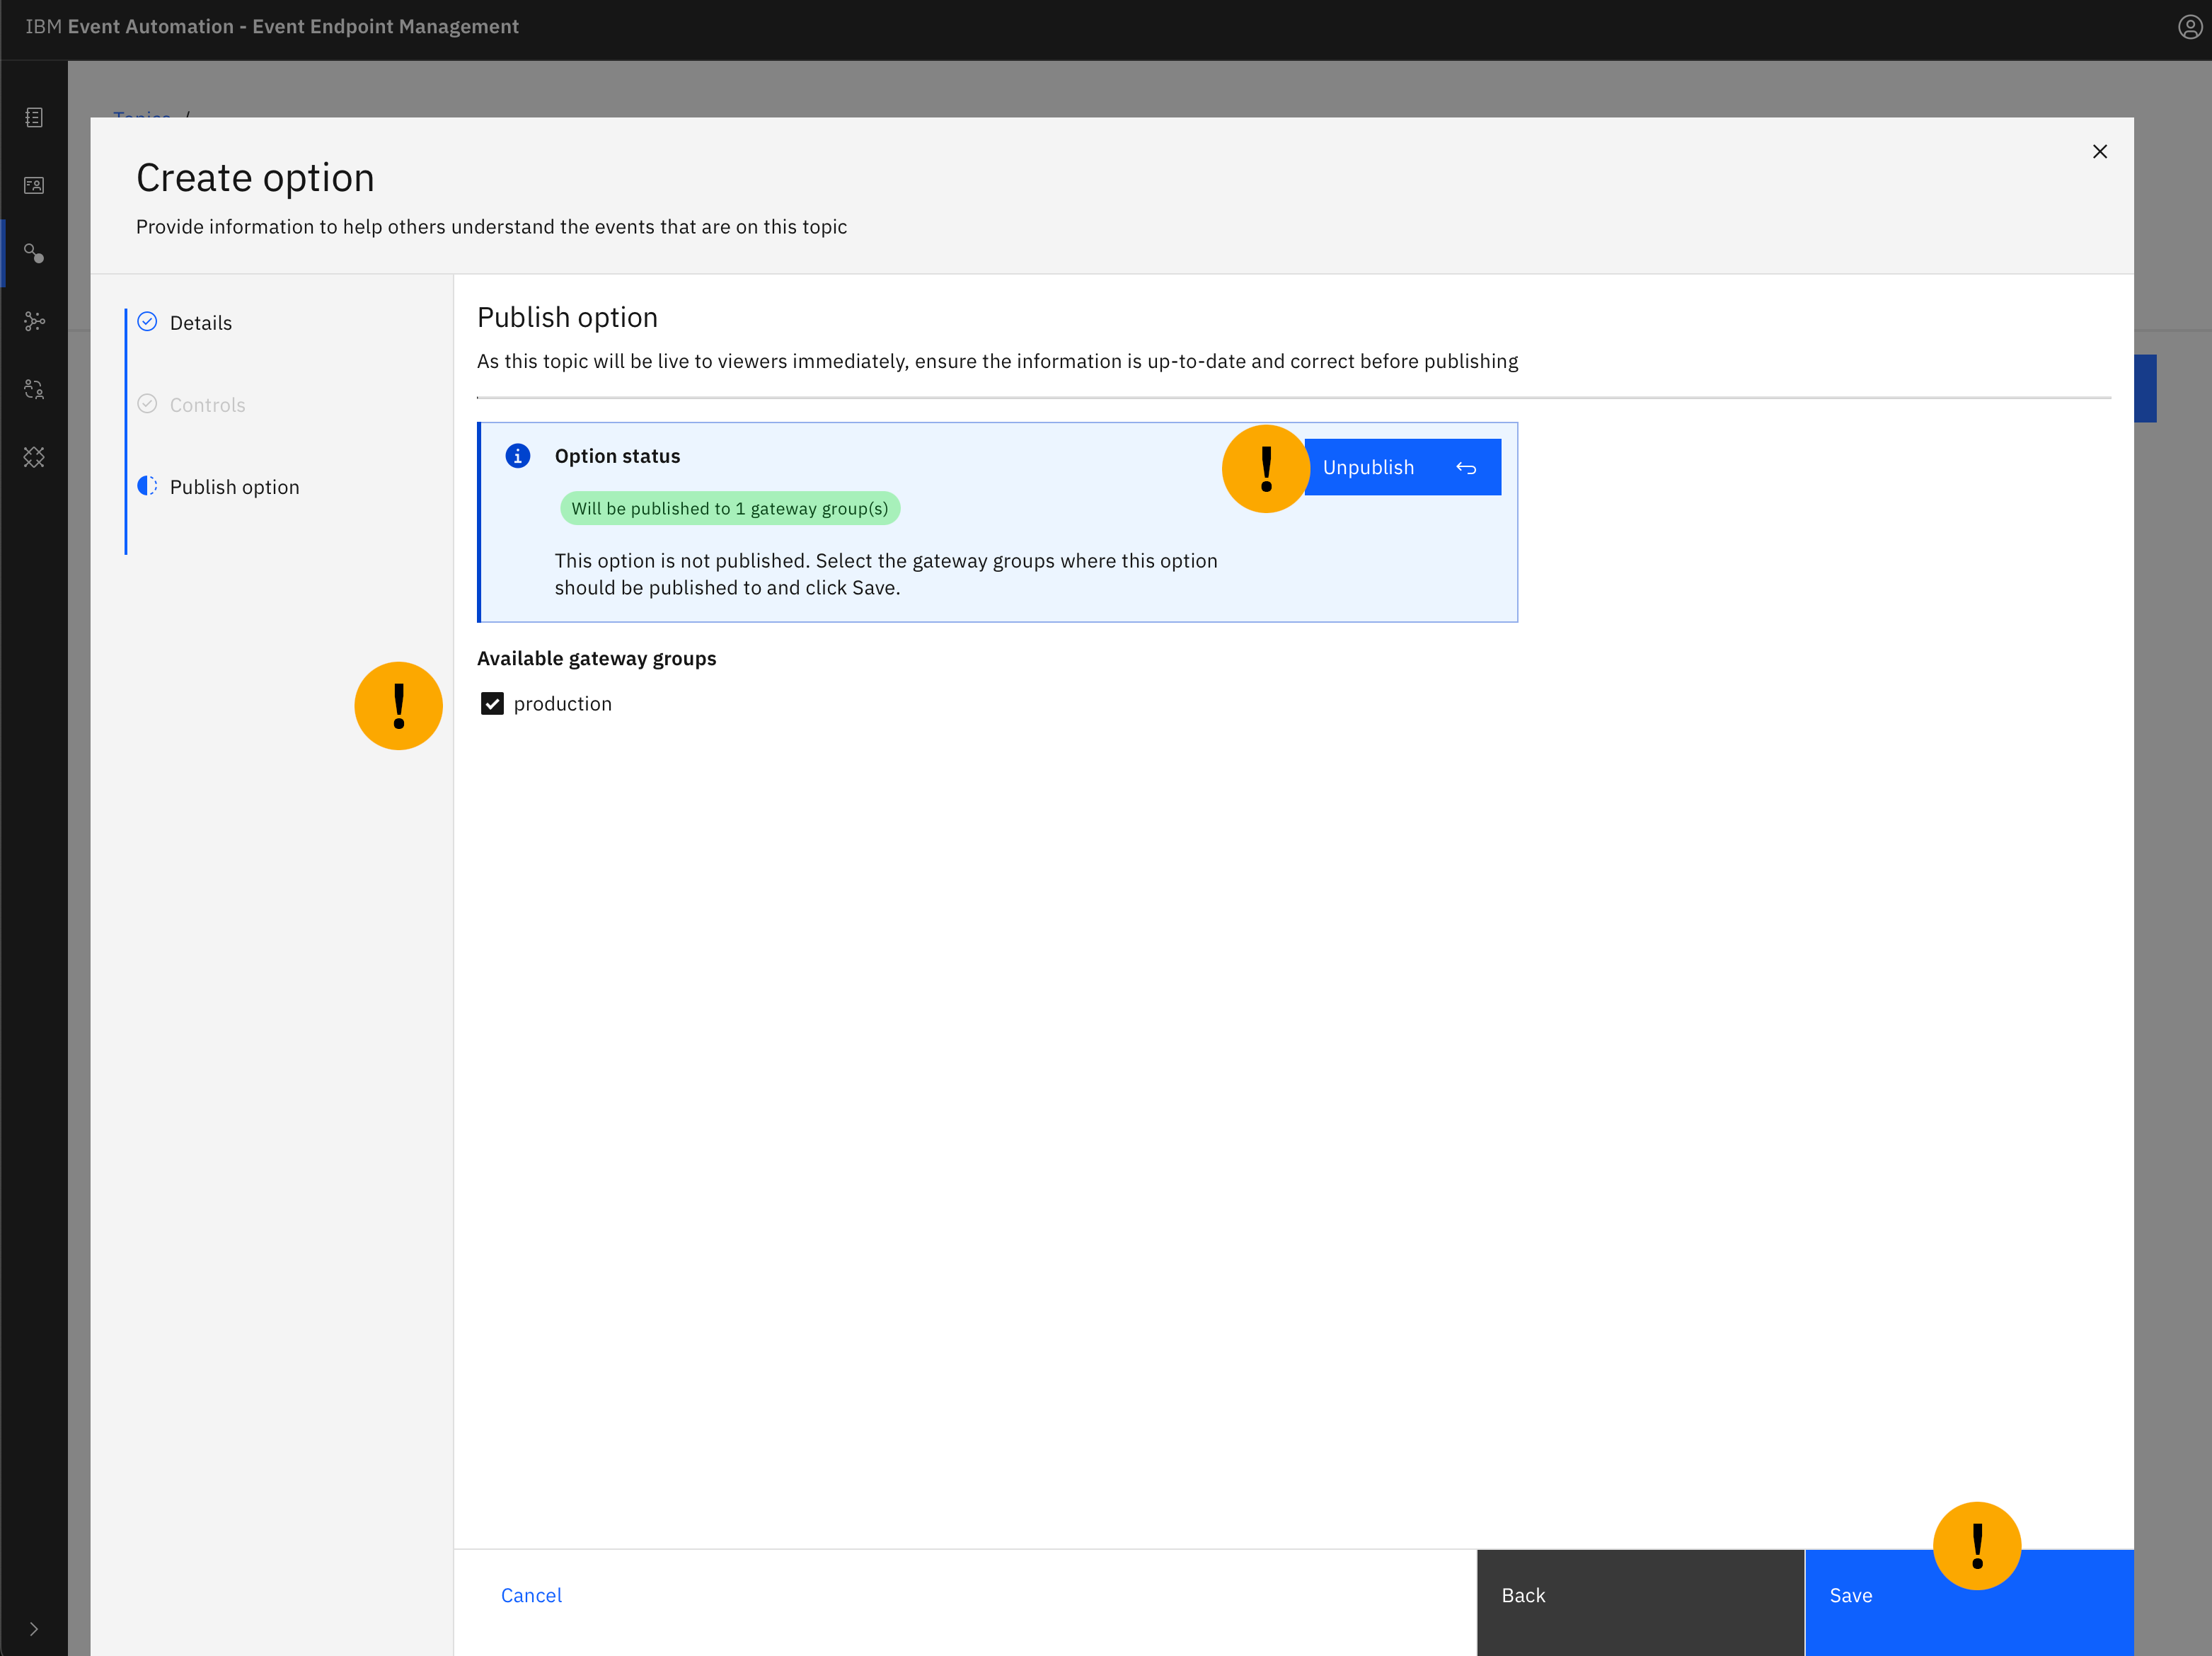 IBM Event Automation - Event Endpoint Management
Topics /
Create option
Provide information to help others understand the events that are on this topic
Details
Controls
Publish option
Publish option
As this topic will be live to viewers immediately, ensure the information is up-to-date and correct before publishing
Option status
Unpublish
Will be published to 1 gateway group(s)
This option is not published. Select the gateway groups where this option
should be published to and click Save.
Available gateway groups
production
!
!
!
Cancel
Back
Save